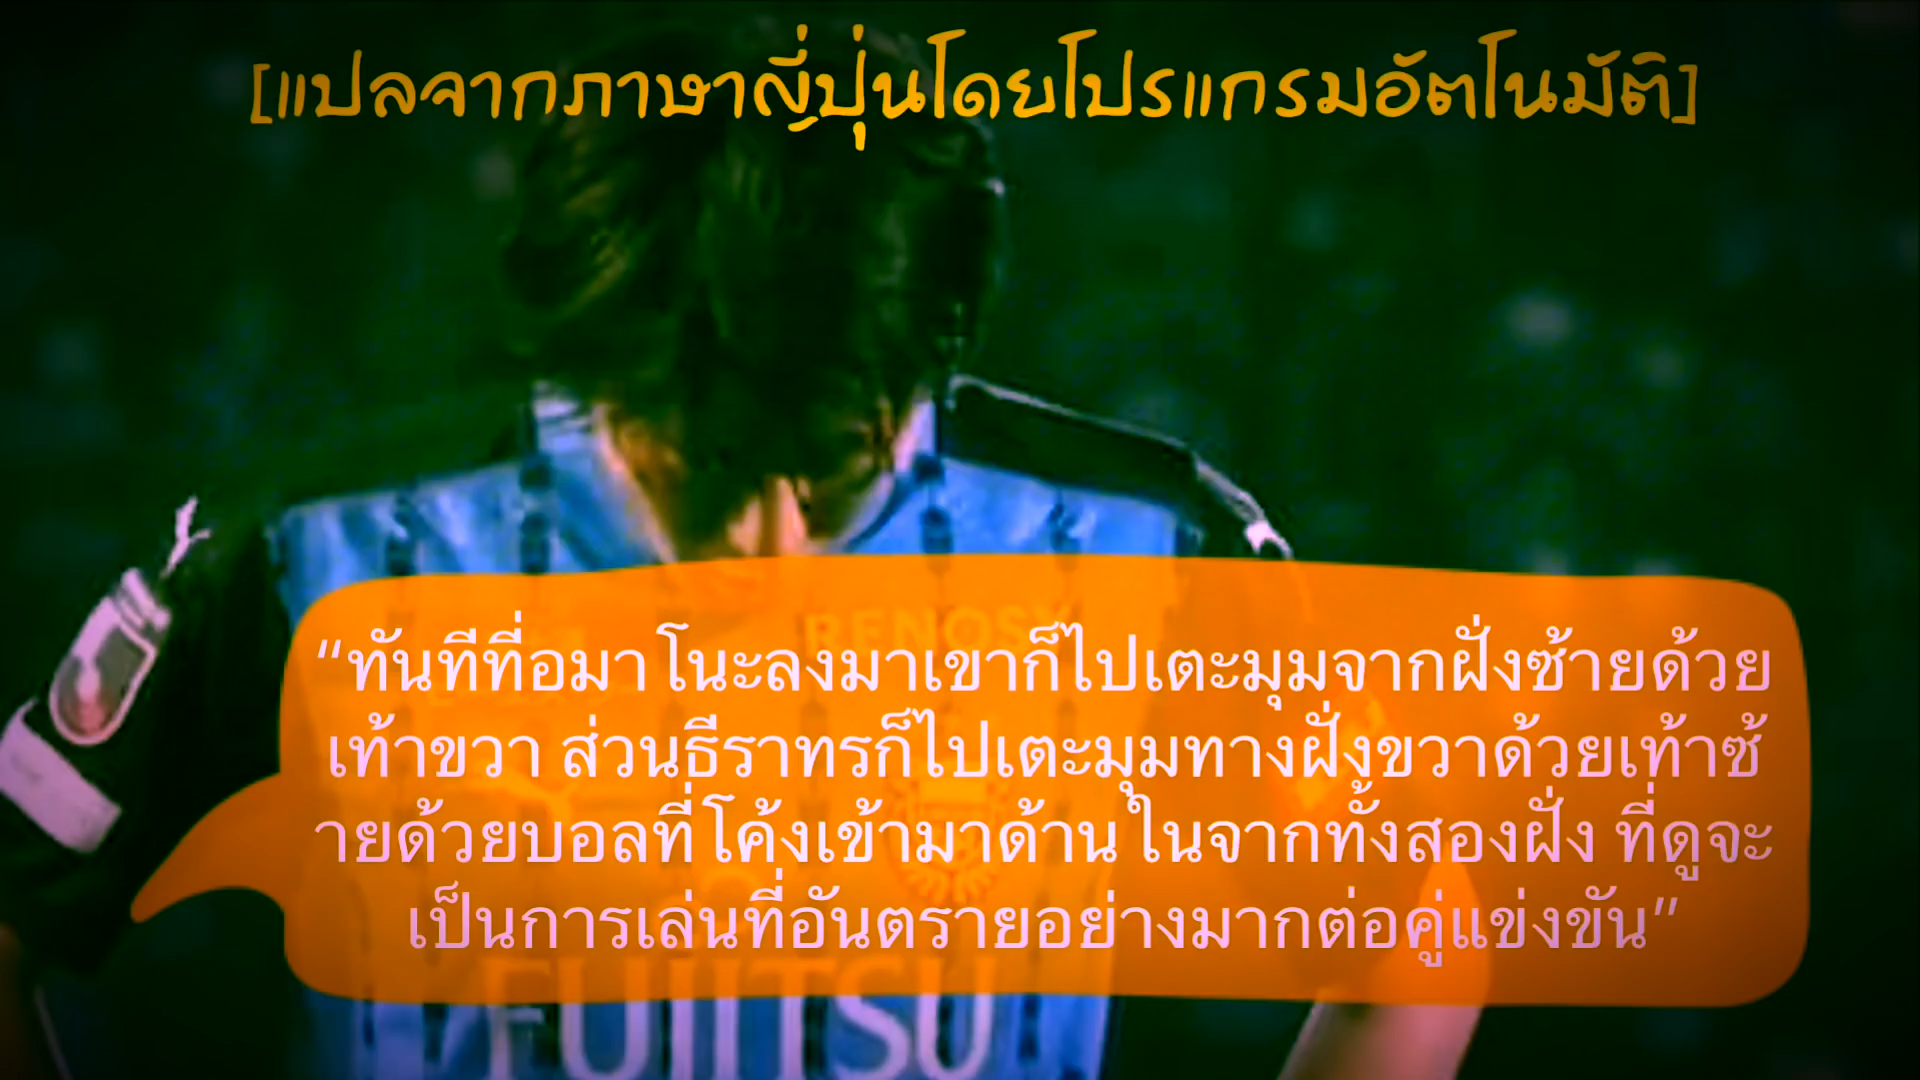 [แปลจากภาษาญี่ปุ่นโดยโปรแกรมอัตโนมัติ]
RENOSY
“ทันทีที่อมาโนะลงมาเขาก็ไปเตะมุมจากฝั่งซ้ายด้วย
เท้าขวา ส่วนธีราทรก็ไปเตะมุมทางฝั่งขวาด้วยเท้าซ้
ายด้วยบอลที่โค้งเข้ามาด้านในจากทั้งสองฝั่ง ที่ดูจะ
เป็นการเล่นที่อันตรายอย่างมากต่อคู่แข่งขัน”
FUJITSU